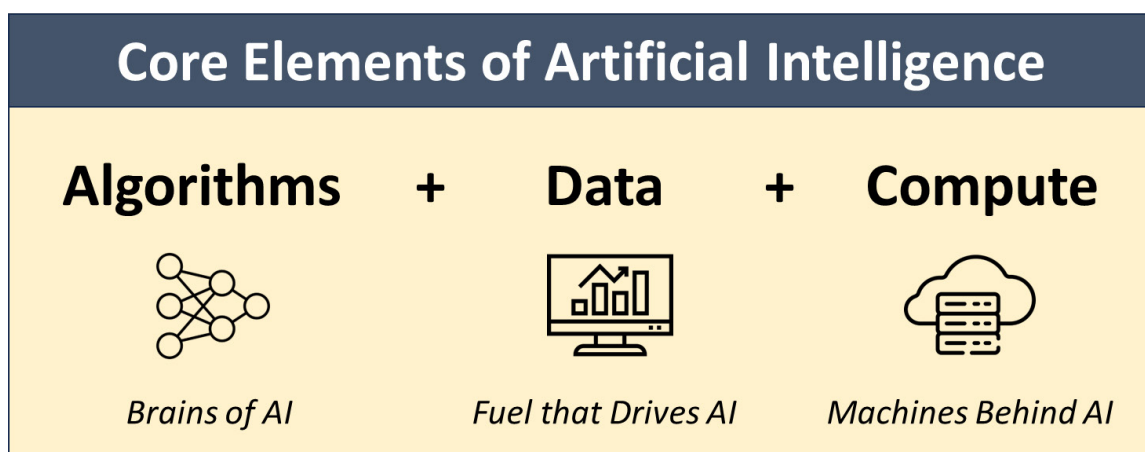 Core Elements of Artificial Intelligence
Algorithms + Data + Compute
Brains of AI
Fuel that Drives AI
Machines Behind AI